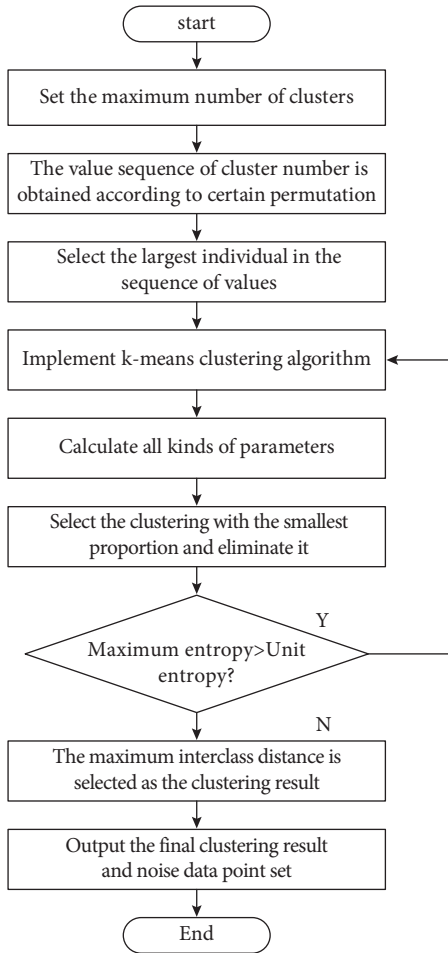 start
Set the maximum number of clusters
The value sequence of cluster number is
obtained according to certain permutation
Select the largest individual in the
sequence of values
Implement k-means clustering algorithm
Calculate all kinds of parameters
Select the clustering with the smallest
proportion and eliminate it
Y
Maximum entropy>Unit
entropy?
N
The maximum interclass distance is
selected as the clustering result
Output the final clustering result
and noise data point set
End